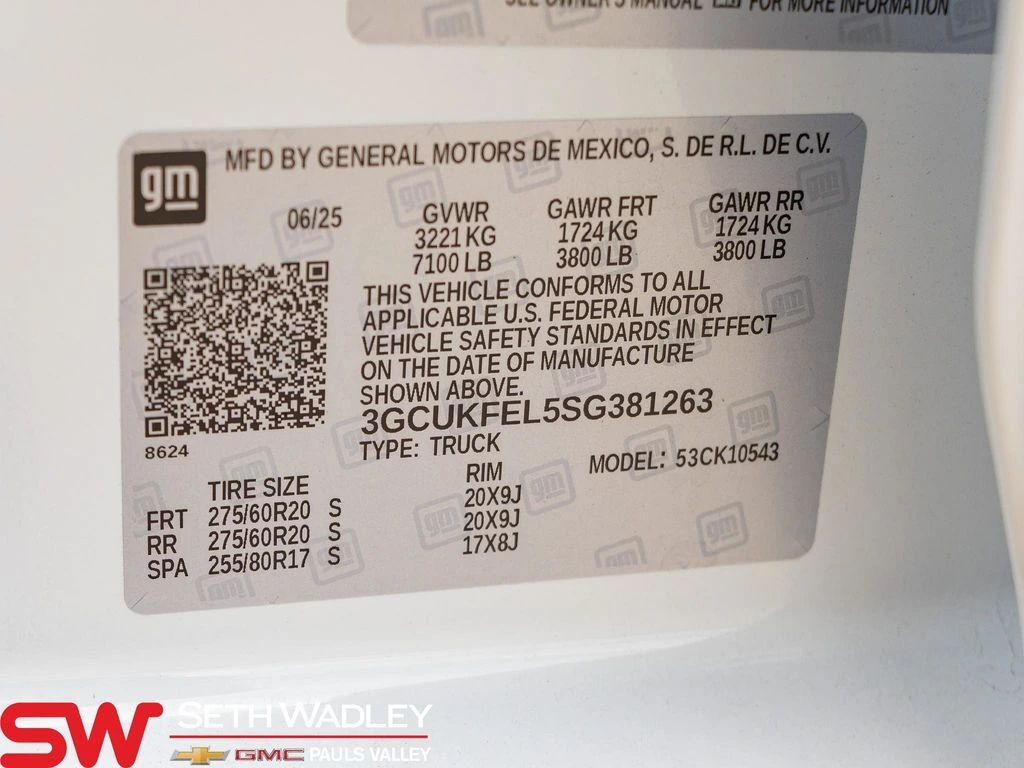 SEE OWNER'S MANUAL FOR MORE INFORMATION
gm
MFD BY GENERAL MOTORS DE MEXICO, S. DE R.L. DE C.V.
06/25 GVWR GAWR FRT GAWR RR
3221 KG 1724 KG 1724 KG
7100 LB 3800 LB 3800 LB
THIS VEHICLE CONFORMS TO ALL
APPLICABLE U.S. FEDERAL MOTOR
VEHICLE SAFETY STANDARDS IN EFFECT
ON THE DATE OF MANUFACTURE
SHOWN ABOVE.
3GCUKFEL5SG381263
8624
TYPE: TRUCK MODEL: 53CK10543
TIRE SIZE RIM
FRT 275/60R20 S 20X9J
RR 275/60R20 S 20X9J
SPA 255/80R17 S 17X8J
SW SETH WADLEY
GMC PAULS VALLEY